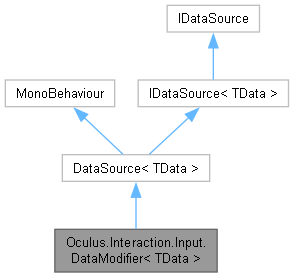 IDataSource
MonoBehaviour
IDataSource< TData >
DataSource< TData >
Oculus.Interaction.Input.
DataModifier< TData >